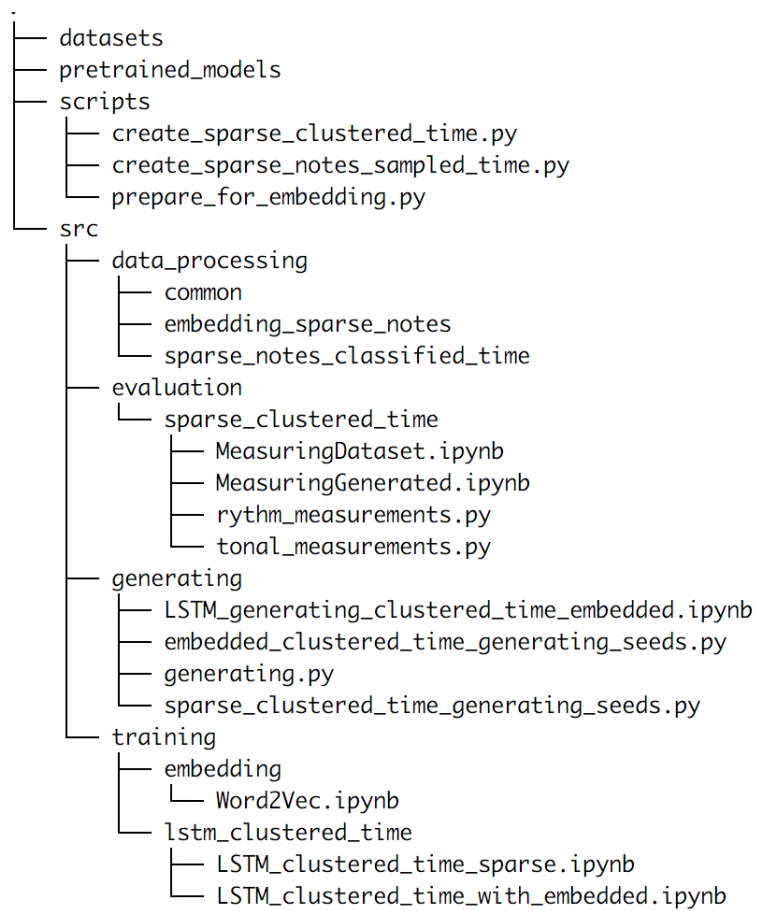 .
datasets
pretrained_models
scripts
create_sparse_clustered_time.py
create_sparse_notes_sampled_time.py
prepare_for_embedding.py
src
data_processing
common
embedding_sparse_notes
sparse_notes_classified_time
evaluation
sparse_clustered_time
MeasuringDataset.ipynb
MeasuringGenerated.ipynb
rythm_measurements.py
tonal_measurements.py
generating
LSTM_generating_clustered_time_embedded.ipynb
embedded_clustered_time_generating_seeds.py
generating.py
sparse_clustered_time_generating_seeds.py
training
embedding
Word2Vec.ipynb
lstm_clustered_time
LSTM_clustered_time_sparse.ipynb
LSTM_clustered_time_with_embedded.ipynb